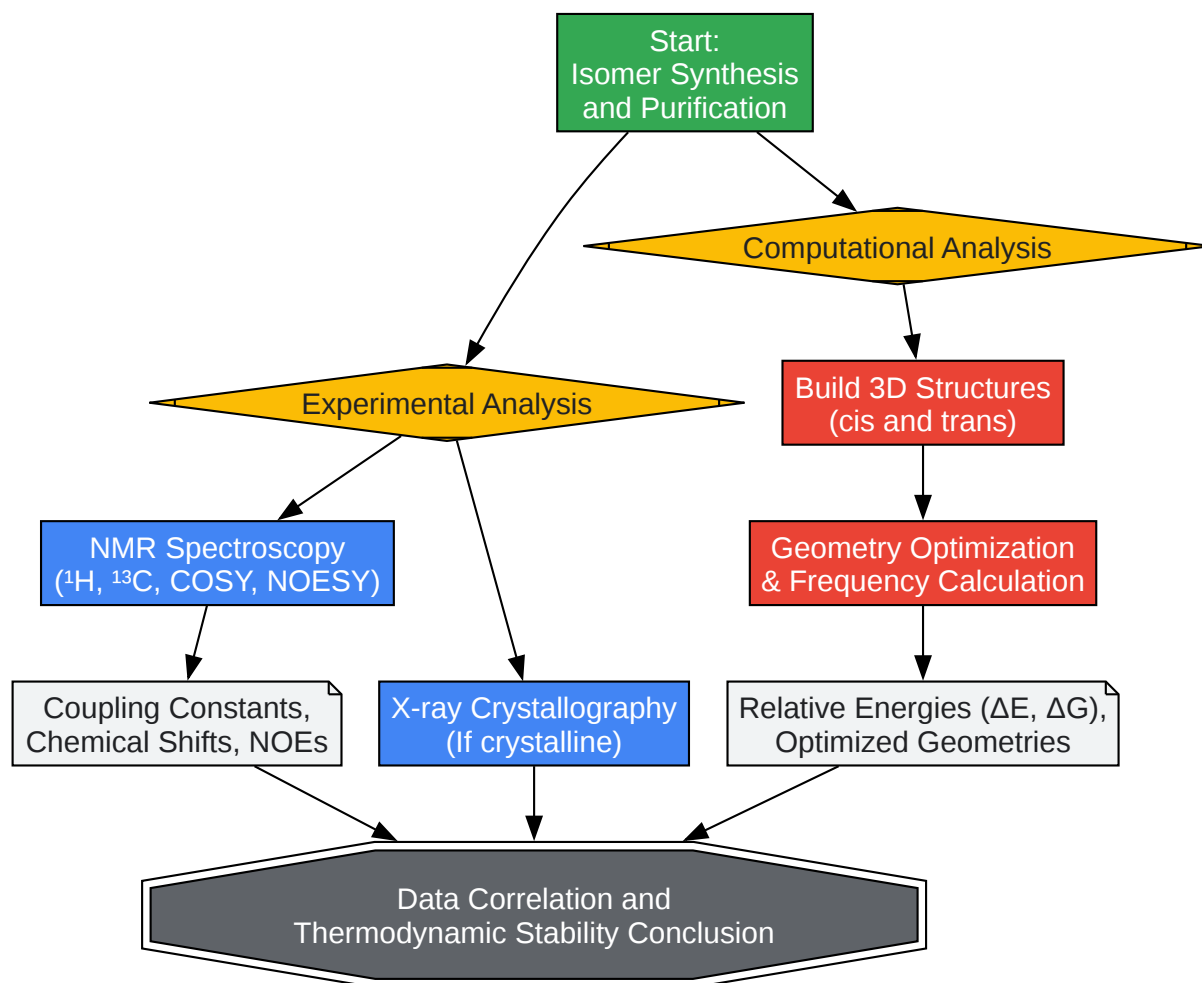 Start:
Isomer Synthesis
and Purification
Computational Analysis
Experimental Analysis
Build 3D Structures
(cis and trans)
NMR Spectroscopy
(¹H, ¹³C, COSY, NOESY)
Geometry Optimization
& Frequency Calculation
Coupling Constants,
Chemical Shifts, NOEs
X-ray Crystallography
(If crystalline)
Relative Energies (ΔE, ΔG),
Optimized Geometries
Data Correlation and
Thermodynamic Stability Conclusion